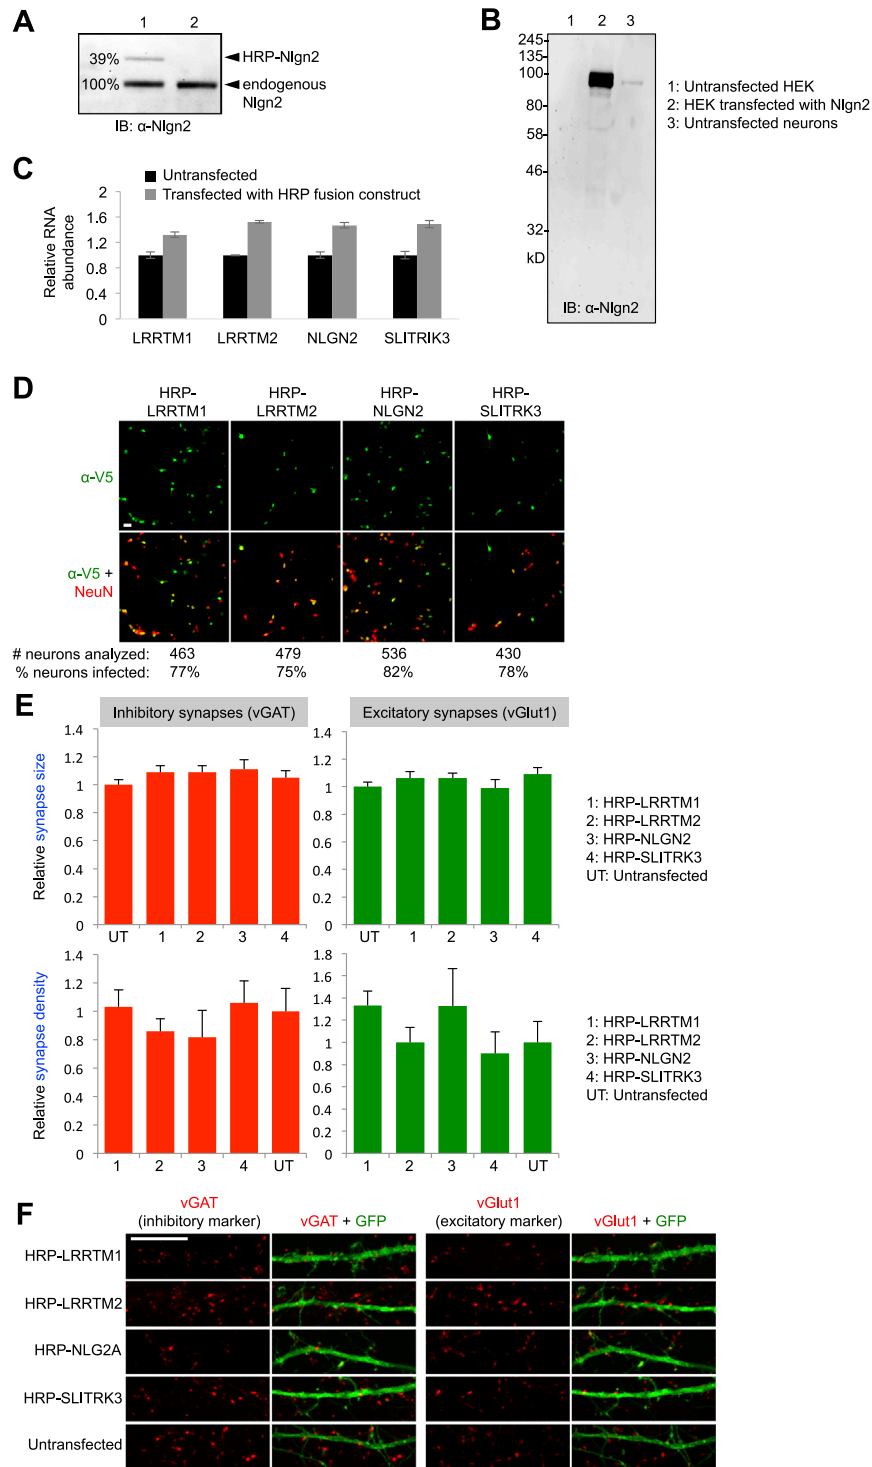 A
1 2
39%
HRP-Nlgn2
100%
endogenous
Nlgn2
IB: α-Nlgn2
B
1 2 3
245
135
100
80
58
46
32
kD
IB: α-Nlgn2
1: Untransfected HEK
2: HEK transfected with Nlgn2
3: Untransfected neurons
C
Untransfected
Transfected with HRP fusion construct
Relative RNA
abundance
2
1.6
1.2
0.8
0.4
0
LRRTM1 LRRTM2 NLGN2 SLITRIK3
D
HRP-
LRRTM1
HRP-
LRRTM2
HRP-
NLGN2
HRP-
SLITRK3
α-V5
α-V5 +
NeuN
# neurons analyzed: 463 479 536 430
% neurons infected: 77% 75% 82% 78%
E
Inhibitory synapses (vGAT)
Excitatory synapses (vGlut1)
Relative synapse size
1.4
1.2
1
0.8
0.6
0.4
0.2
0
UT 1 2 3 4
1.4
1.2
1
0.8
0.6
0.4
0.2
0
UT 1 2 3 4
1: HRP-LRRTM1
2: HRP-LRRTM2
3: HRP-NLGN2
4: HRP-SLITRK3
UT: Untransfected
Relative synapse density
1.4
1.2
1
0.8
0.6
0.4
0.2
0
1 2 3 4 UT
1.8
1.6
1.4
1.2
1
0.8
0.6
0.4
0.2
0
1 2 3 4 UT
1: HRP-LRRTM1
2: HRP-LRRTM2
3: HRP-NLGN2
4: HRP-SLITRK3
UT: Untransfected
F
vGAT
(inhibitory marker)
vGAT + GFP
vGlut1
(excitatory marker)
vGlut1 + GFP
HRP-LRRTM1
HRP-LRRTM2
HRP-NLG2A
HRP-SLITRK3
Untransfected